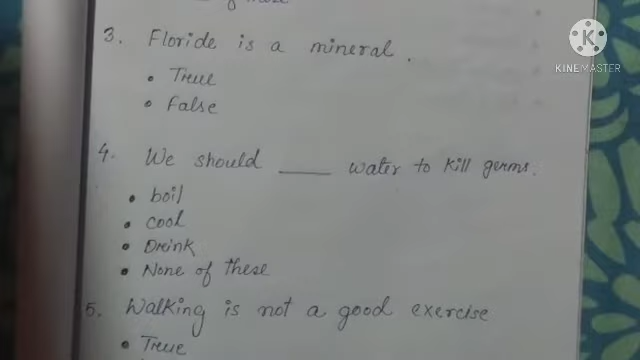 3. Floride is a mineral.
• True
• False
4. We should ____ water to kill germs.
• boil
• cool
• Drink
• None of these
5. Walking is not a good exercise
• True
K
KINEMASTER